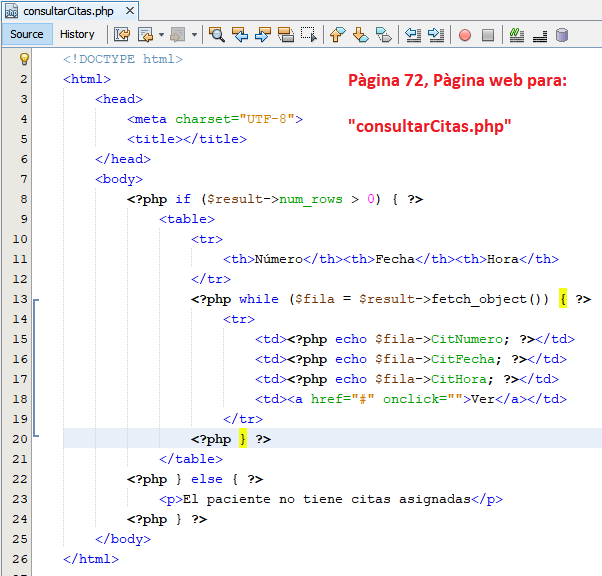 consultarCitas.php
Source History
Pàgina 72, Pàgina web para:
"consultarCitas.php"
1 <!DOCTYPE html>
2 <html>
3 <head>
4 <meta charset="UTF-8">
5 <title></title>
6 </head>
7 <body>
8 <?php if ($result->num_rows > 0) { ?>
9 <table>
10 <tr>
11 <th>Número</th><th>Fecha</th><th>Hora</th>
12 </tr>
13 <?php while ($fila = $result->fetch_object()) { ?>
14 <tr>
15 <td><?php echo $fila->CitNumero; ?></td>
16 <td><?php echo $fila->CitFecha; ?></td>
17 <td><?php echo $fila->CitHora; ?></td>
18 <td><a href="#" onclick="">Ver</a></td>
19 </tr>
20 <?php } ?>
21 </table>
22 <?php } else { ?>
23 <p>El paciente no tiene citas asignadas</p>
24 <?php } ?>
25 </body>
26 </html>